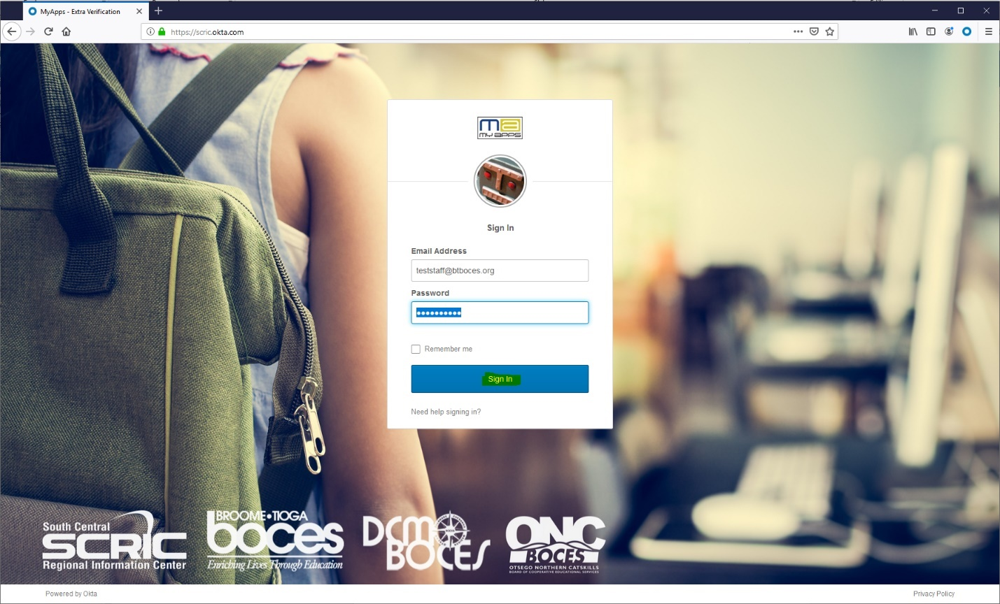 MyApps - Extra Verification
https://scric.okta.com
ma
MY APPS
Sign In
Email Address
teststaff@btboces.org
Password
Remember me
Sign In
Need help signing in?
South Central
SCRIC
Regional Information Center
BROOME•TIOGA
boces
Enriching Lives Through Education
DCMO
BOCES
ONC
BOCES
OTSEGO NORTHERN CATSKILLS
BOARD OF COOPERATIVE EDUCATIONAL SERVICES
Powered by Okta
Privacy Policy